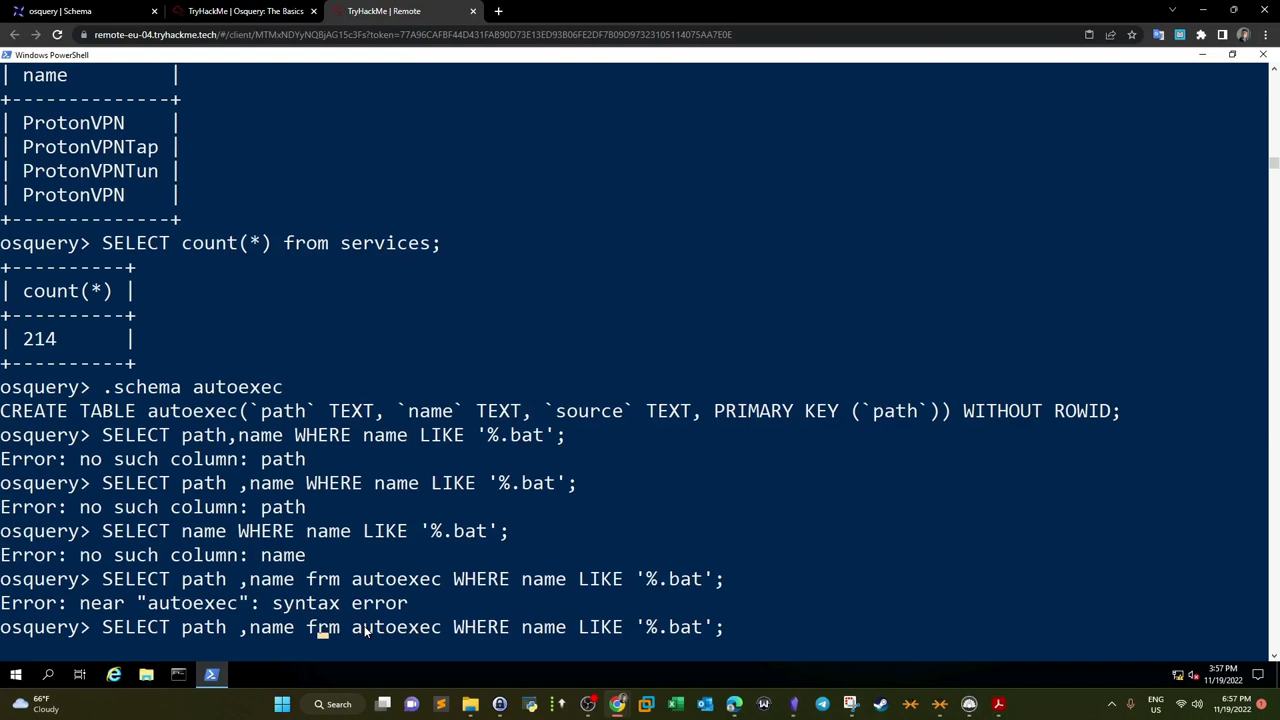 osquery | Schema
TryHackMe | Osquery: The Basics
TryHackMe | Remote
remote-eu-04.tryhackme.tech/#/client/MTMxNDYyNQBjAG15c3Fs?token=77A96CAFBF44D431FAB90D73E13ED93B06FE2DF7B09D97323105114075AA7E0E
Windows PowerShell
| name         |
+--------------+
| ProtonVPN    |
| ProtonVPNTap |
| ProtonVPNTun |
| ProtonVPN    |
+--------------+
osquery> SELECT count(*) from services;
+----------+
| count(*) |
+----------+
| 214      |
+----------+
osquery> .schema autoexec
CREATE TABLE autoexec(`path` TEXT, `name` TEXT, `source` TEXT, PRIMARY KEY (`path`)) WITHOUT ROWID;
osquery> SELECT path,name WHERE name LIKE '%.bat';
Error: no such column: path
osquery> SELECT path ,name WHERE name LIKE '%.bat';
Error: no such column: path
osquery> SELECT name WHERE name LIKE '%.bat';
Error: no such column: name
osquery> SELECT path ,name frm autoexec WHERE name LIKE '%.bat';
Error: near "autoexec": syntax error
osquery> SELECT path ,name frm autoexec WHERE name LIKE '%.bat';
3:57 PM
11/19/2022
66°F
Cloudy
Search
ENG
US
6:57 PM
11/19/2022